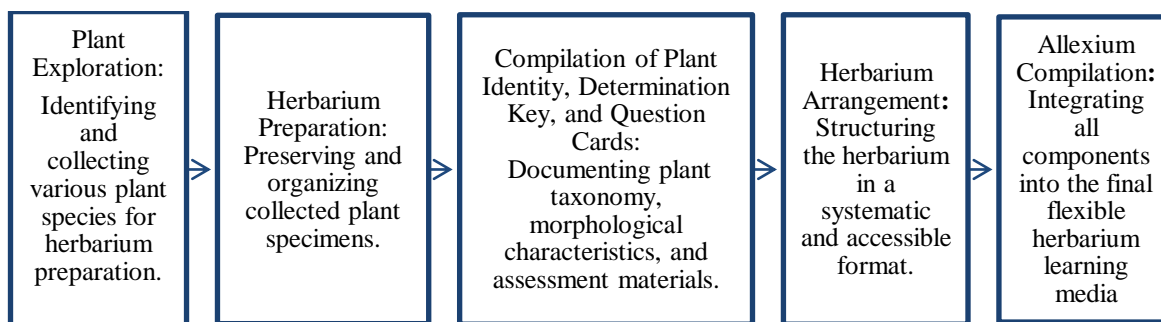 Plant
Exploration:
Identifying
and
collecting
various plant
species for
herbarium
preparation.
Herbarium
Preparation:
Preserving and
organizing
collected plant
specimens.
Compilation of Plant
Identity, Determination
Key, and Question
Cards:
Documenting plant
taxonomy,
morphological
characteristics, and
assessment materials.
Herbarium
Arrangement:
Structuring
the herbarium
in a
systematic
and accessible
format.
Allexium
Compilation:
Integrating
all
components
into the final
flexible
herbarium
learning
media